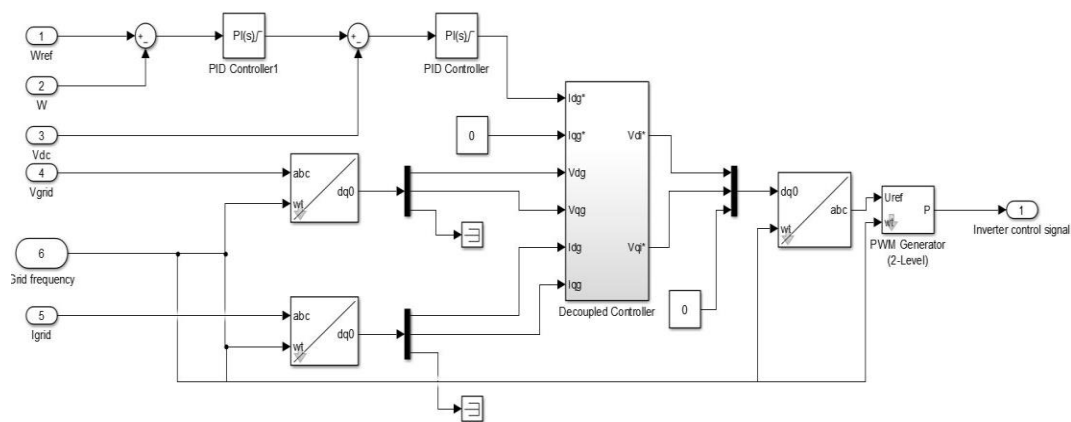 1
Wref
2
W
3
Vdc
4
Vgrid
6
Grid frequency
5
Igrid
+
−
PI(s)
PID Controller1
+
−
PI(s)
PID Controller
0
abc
wt
dq0
abc
wt
dq0
Idg*
Iqg*
Vdg
Vqg
Idg
Iqg
Vdi*
Vqi*
Decoupled Controller
0
dq0
wt
abc
Uref
wt
P
PWM Generator
(2-Level)
1
Inverter control signal